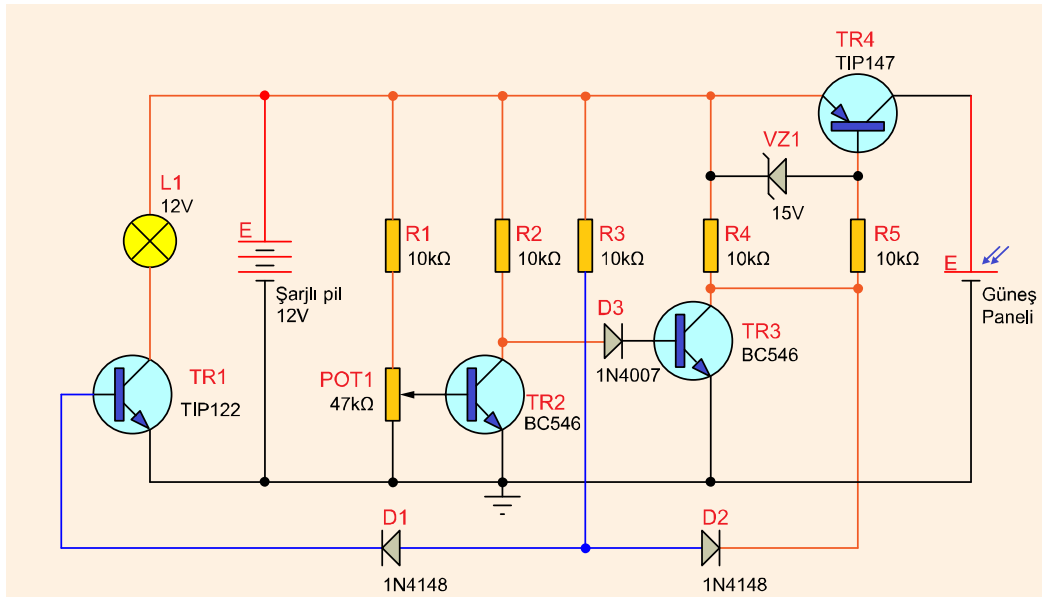 TR4
TIP147
VZ1
15V
L1
12V
E
Şarjlı pil
12V
R1
10kΩ
R2
10kΩ
R3
10kΩ
R4
10kΩ
R5
10kΩ
E
Güneş
Paneli
D3
1N4007
TR3
BC546
TR1
TIP122
POT1
47kΩ
TR2
BC546
D1
1N4148
D2
1N4148